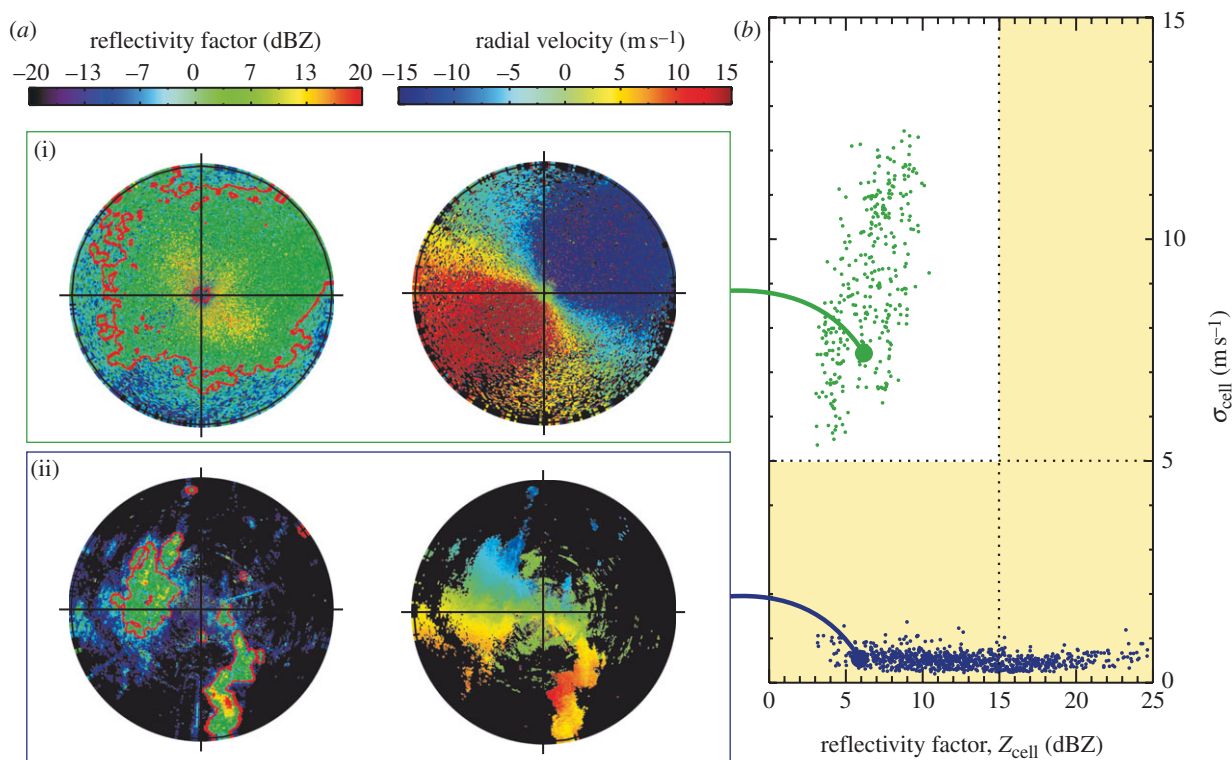 (a)
reflectivity factor (dBZ)
−20 −13 −7 0 7 13 20
radial velocity (m s−1)
−15 −10 −5 0 5 10 15
(i)
(ii)
(b)
15
10
5
0
σcell (m s−1)
0 5 10 15 20 25
reflectivity factor, Zcell (dBZ)